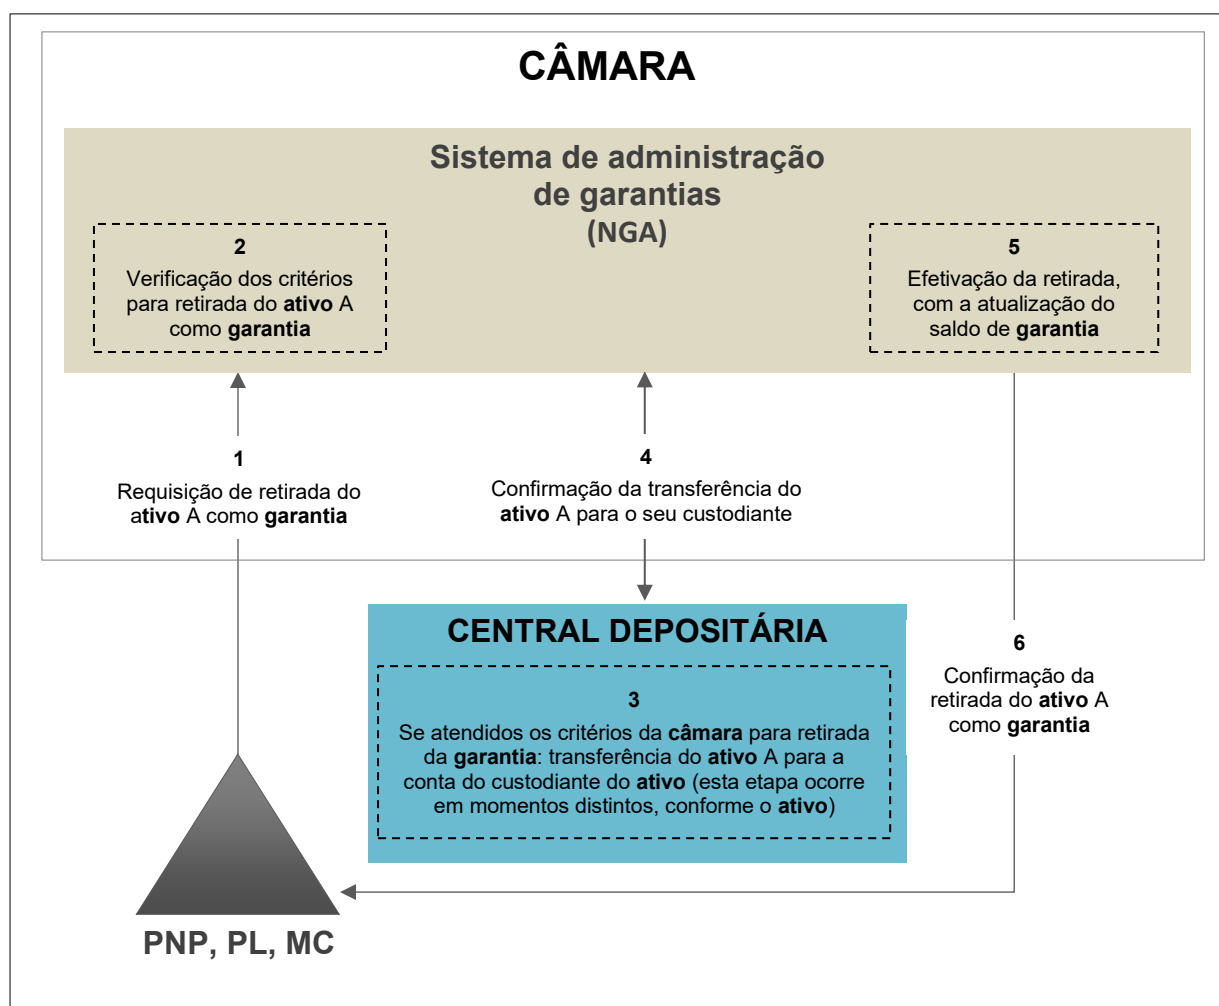 CÂMARA
Sistema de administração
de garantias
(NGA)
2
Verificação dos critérios
para retirada do ativo A
como garantia
5
Efetivação da retirada,
com a atualização do
saldo de garantia
1
Requisição de retirada do
ativo A como garantia
4
Confirmação da transferência do
ativo A para o seu custodiante
CENTRAL DEPOSITÁRIA
3
Se atendidos os critérios da câmara para retirada
da garantia: transferência do ativo A para a
conta do custodiante do ativo (esta etapa ocorre
em momentos distintos, conforme o ativo)
6
Confirmação da
retirada do ativo A
como garantia
PNP, PL, MC